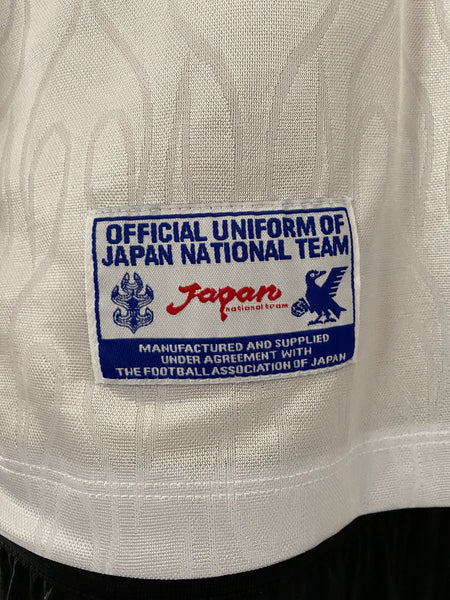 OFFICIAL UNIFORM OF
JAPAN NATIONAL TEAM
Japan
national team
MANUFACTURED AND SUPPLIED
UNDER AGREEMENT WITH
THE FOOTBALL ASSOCIATION OF JAPAN